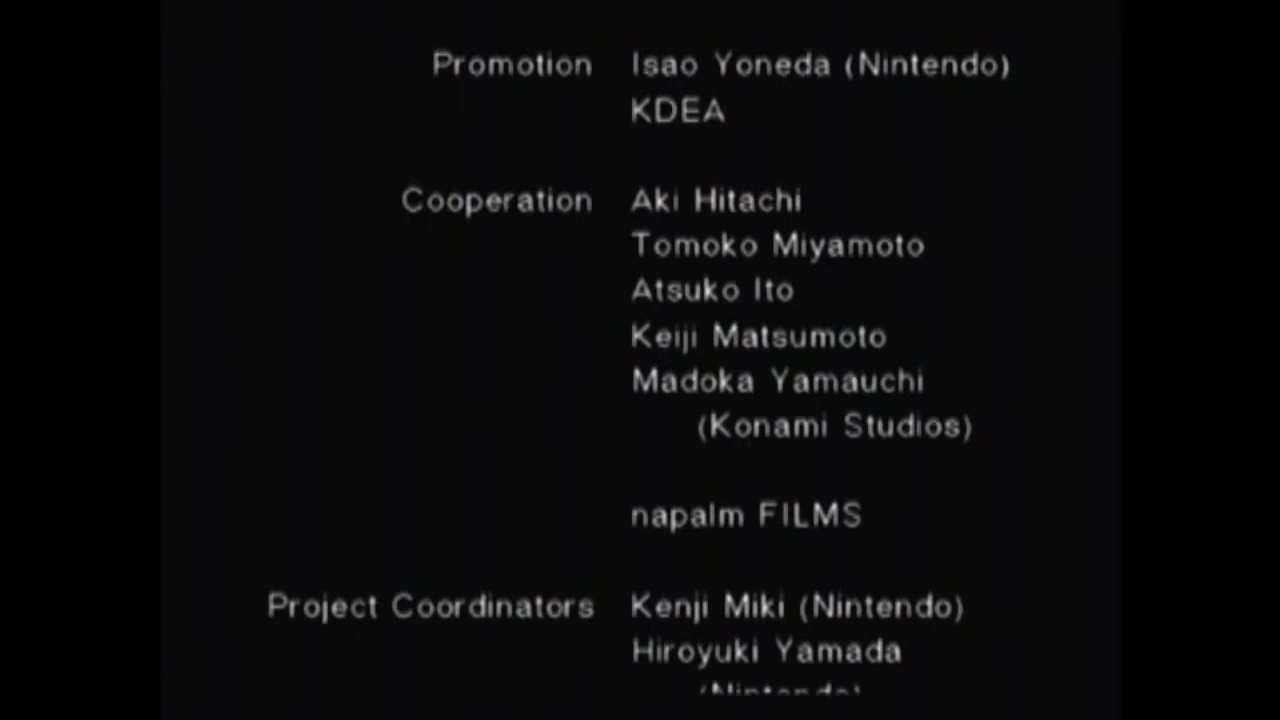 Promotion Isao Yoneda (Nintendo)
KDEA
Cooperation Aki Hitachi
Tomoko Miyamoto
Atsuko Ito
Keiji Matsumoto
Madoka Yamauchi
(Konami Studios)
napalm FILMS
Project Coordinators Kenji Miki (Nintendo)
Hiroyuki Yamada
(Nintendo)